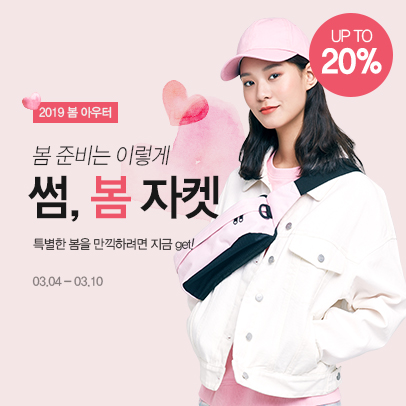 UP TO
20%
2019 봄 아우터
봄 준비는 이렇게
썸, 봄 자켓
특별한 봄을 만끽하려면 지금 get!
03.04 – 03.10